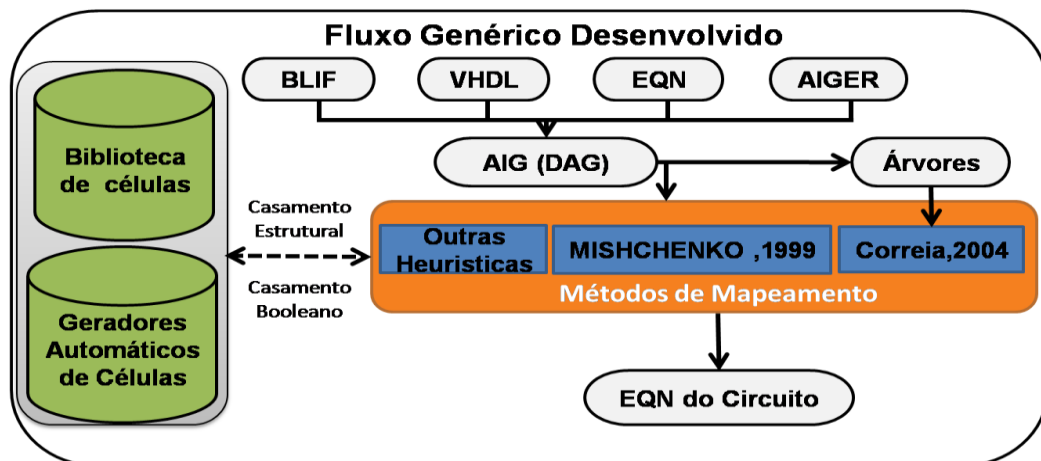 Fluxo Genérico Desenvolvido
BLIF
VHDL
EQN
AIGER
Biblioteca
de células
AIG (DAG)
Árvores
Casamento
Estrutural
Casamento
Booleano
Outras
Heuristicas
MISHCHENKO ,1999
Correia,2004
Métodos de Mapeamento
Geradores
Automáticos
de Células
EQN do Circuito